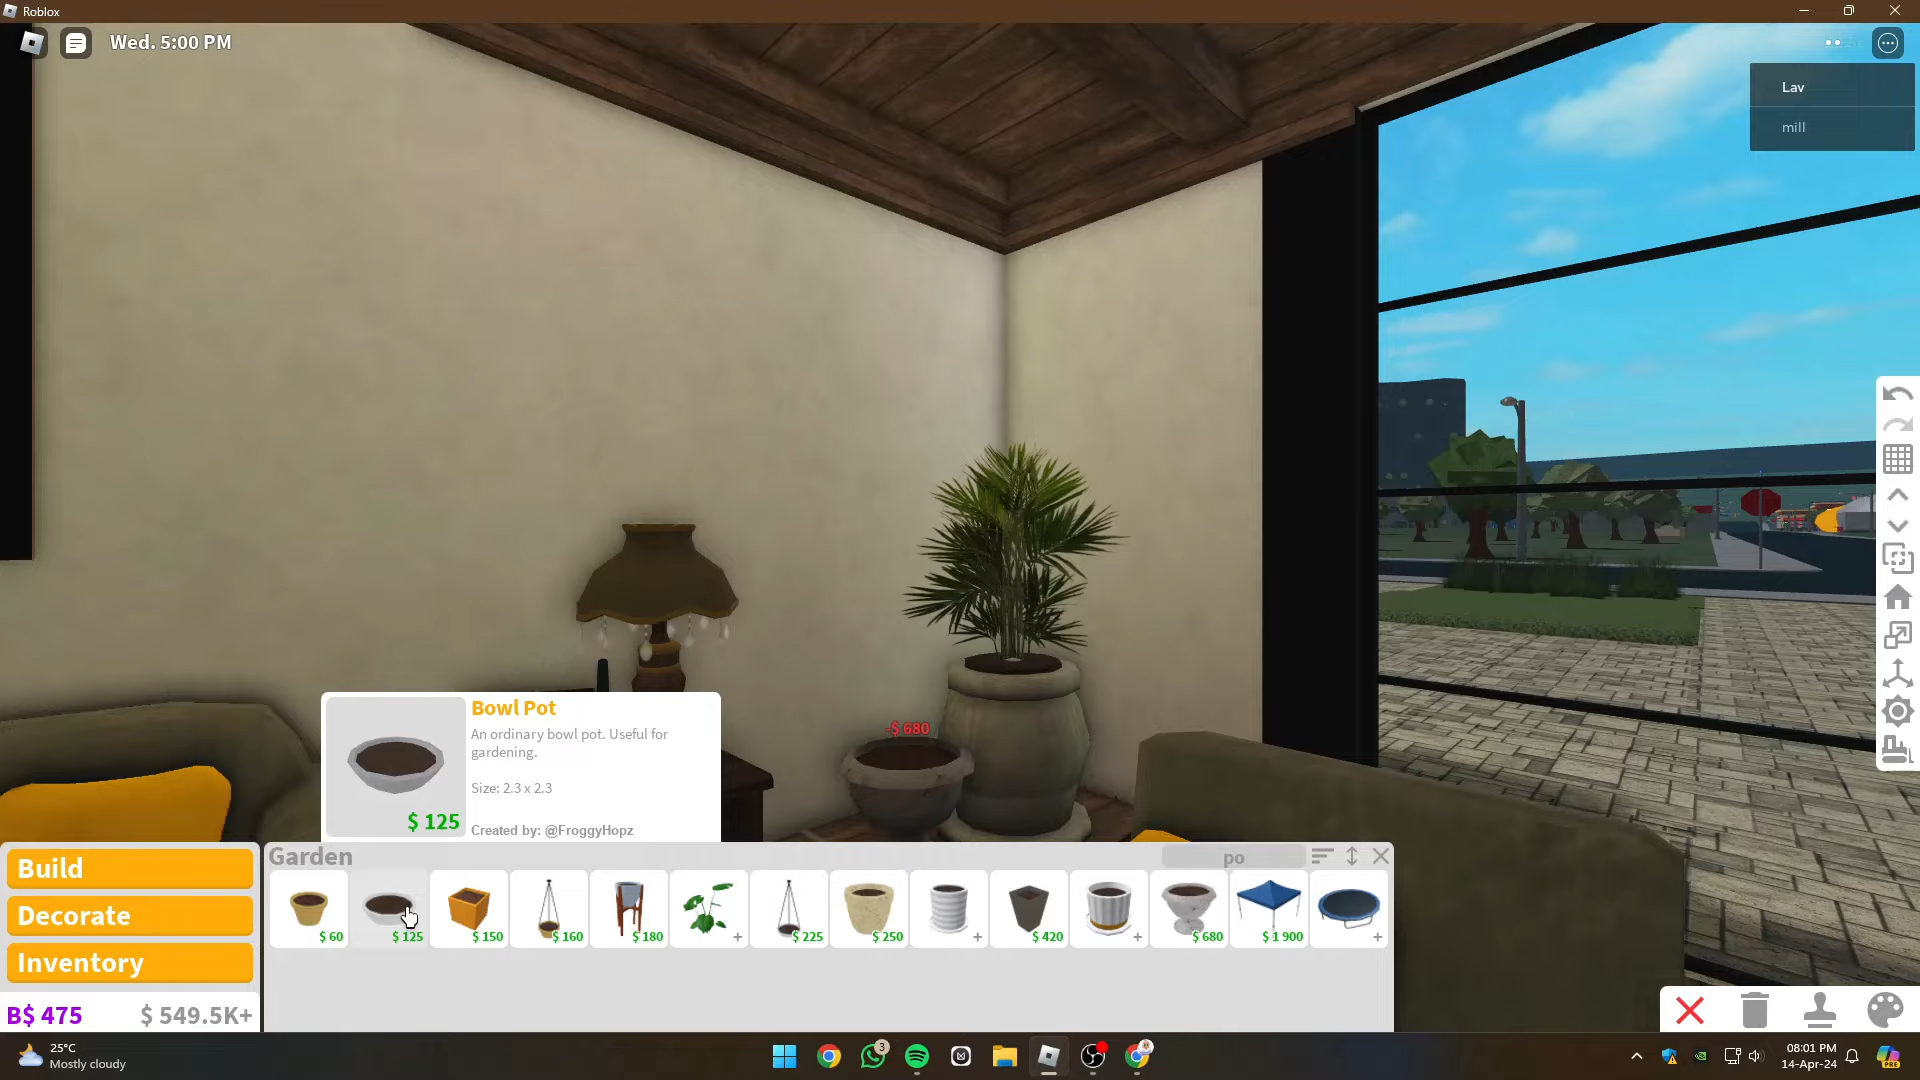 Roblox
Wed. 5:00 PM
Lav
mill
-$ 680
Bowl Pot
An ordinary bowl pot. Useful for
gardening.
Size: 2.3 x 2.3
$ 125
Created by: @FroggyHopz
Build
Decorate
Inventory
B$ 475
$ 549.5K+
Garden
po
$ 60
$ 125
$ 150
$ 160
$ 180
+
$ 225
$ 250
+
$ 420
+
$ 680
$ 1 900
+
25°C
Mostly cloudy
3
08:01 PM
14-Apr-24
PRE